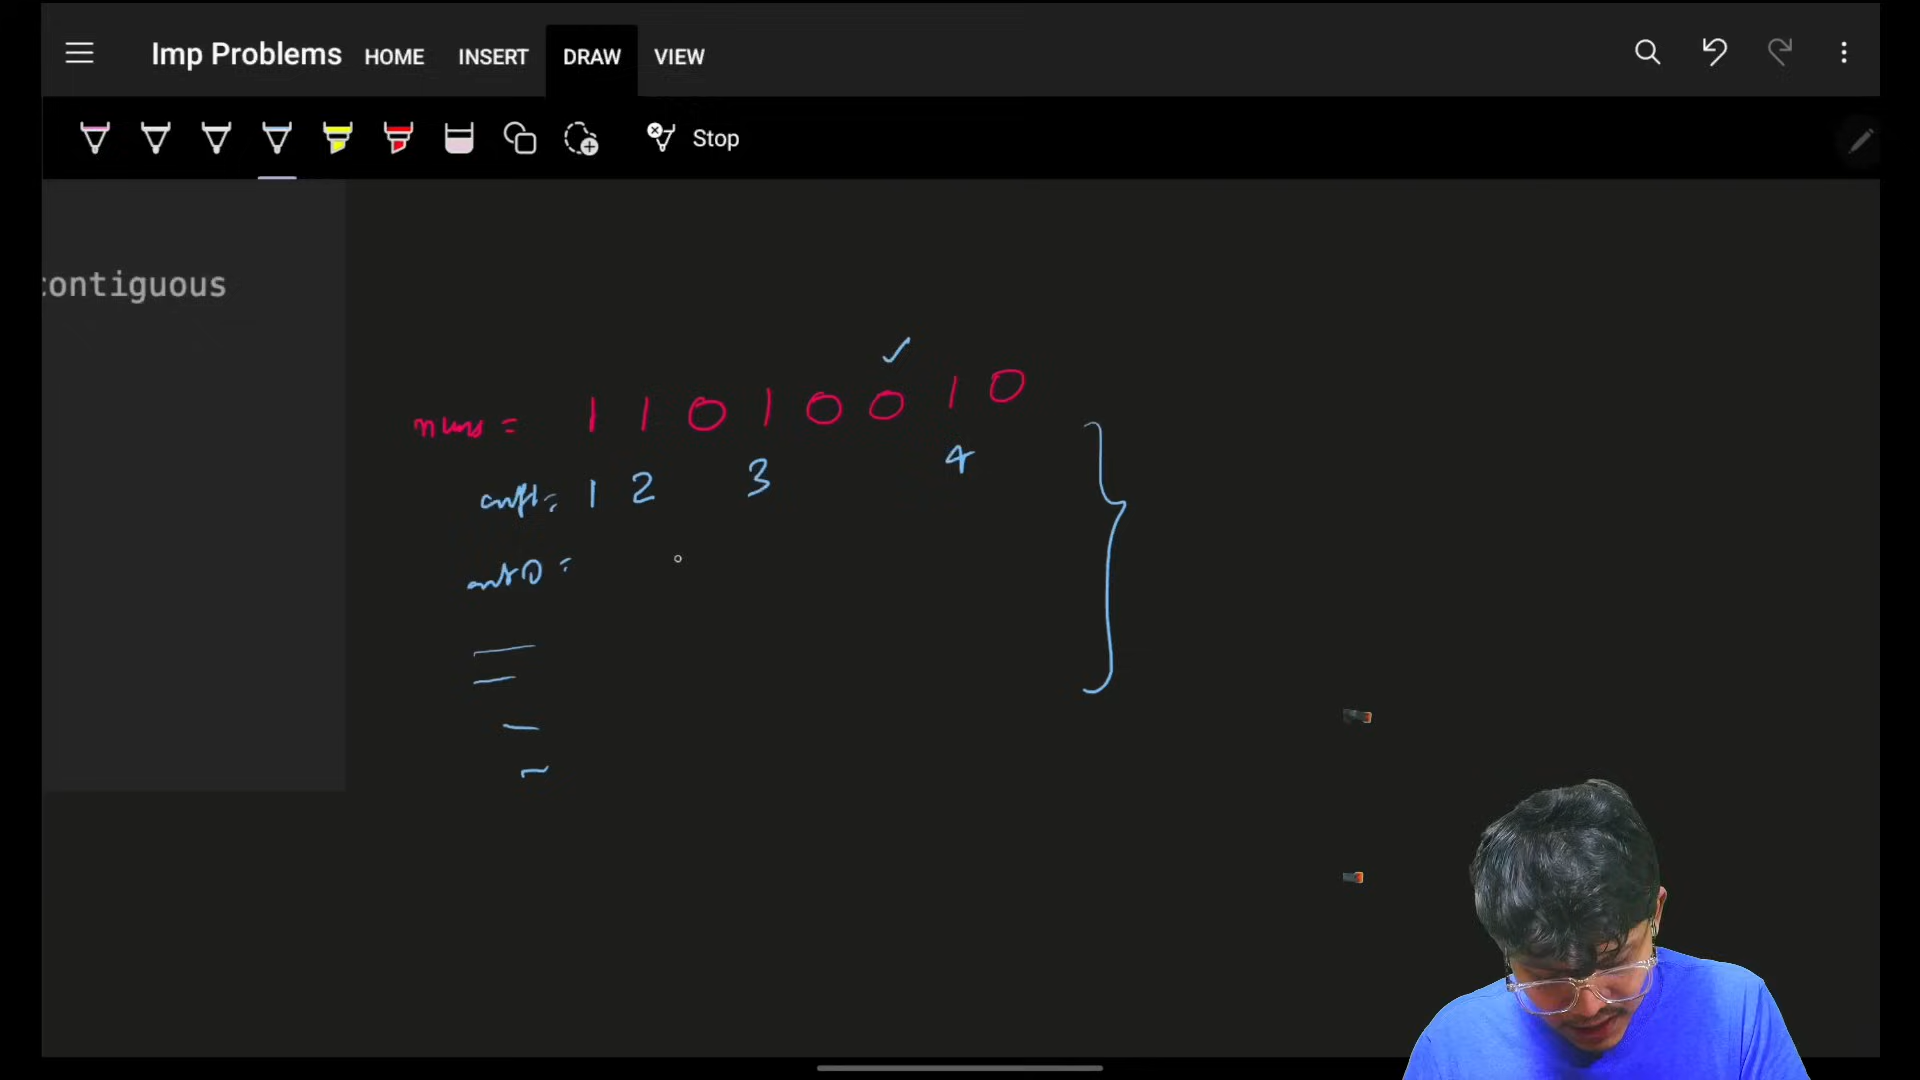 Imp Problems HOME INSERT DRAW VIEW
Stop
contiguous
nums = 1 1 0 1 0 0 1 0
cnt1 = 1 2 3 4
cnt0 =